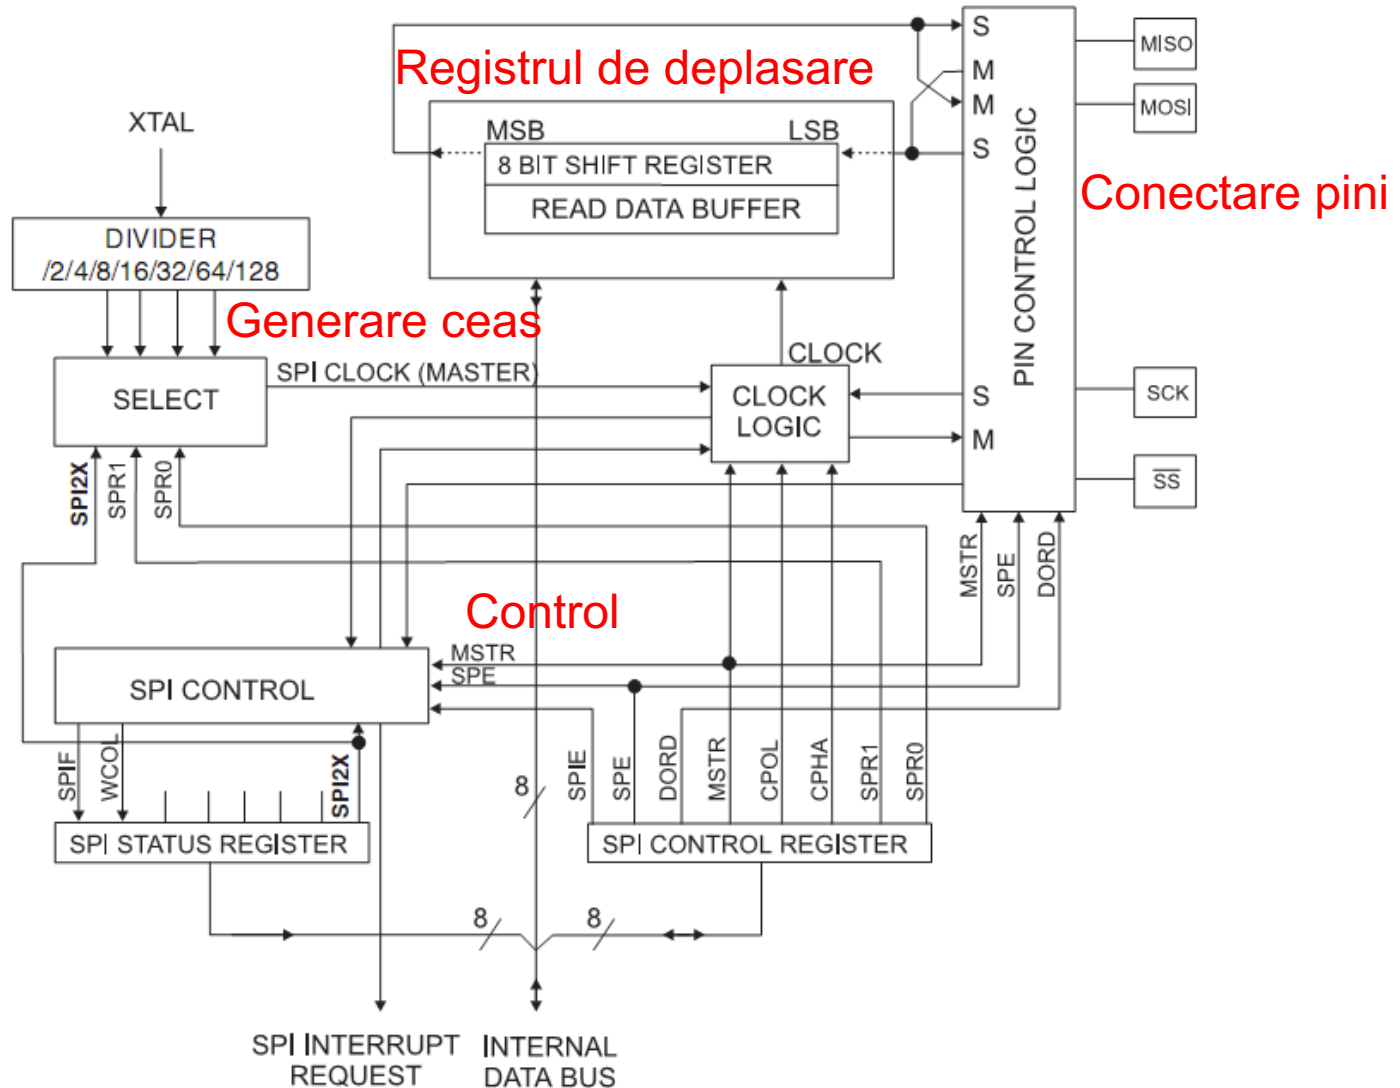 S
MISO
Registrul de deplasare
M
M
MOSI
XTAL
MSB
LSB
S
8 BIT SHIFT REGISTER
READ DATA BUFFER
PIN CONTROL LOGIC
Conectare pini
DIVIDER
/2/4/8/16/32/64/128
Generare ceas
CLOCK
SPI CLOCK (MASTER)
SELECT
CLOCK
LOGIC
S
M
SCK
SS
SPI2X
SPR1
SPR0
MSTR
SPE
DORD
Control
MSTR
SPE
SPI CONTROL
SPIF
WCOL
SPI2X
8
SPIE
SPE
DORD
MSTR
CPOL
CPHA
SPR1
SPR0
SPI STATUS REGISTER
SPI CONTROL REGISTER
8
8
SPI INTERRUPT
REQUEST
INTERNAL
DATA BUS